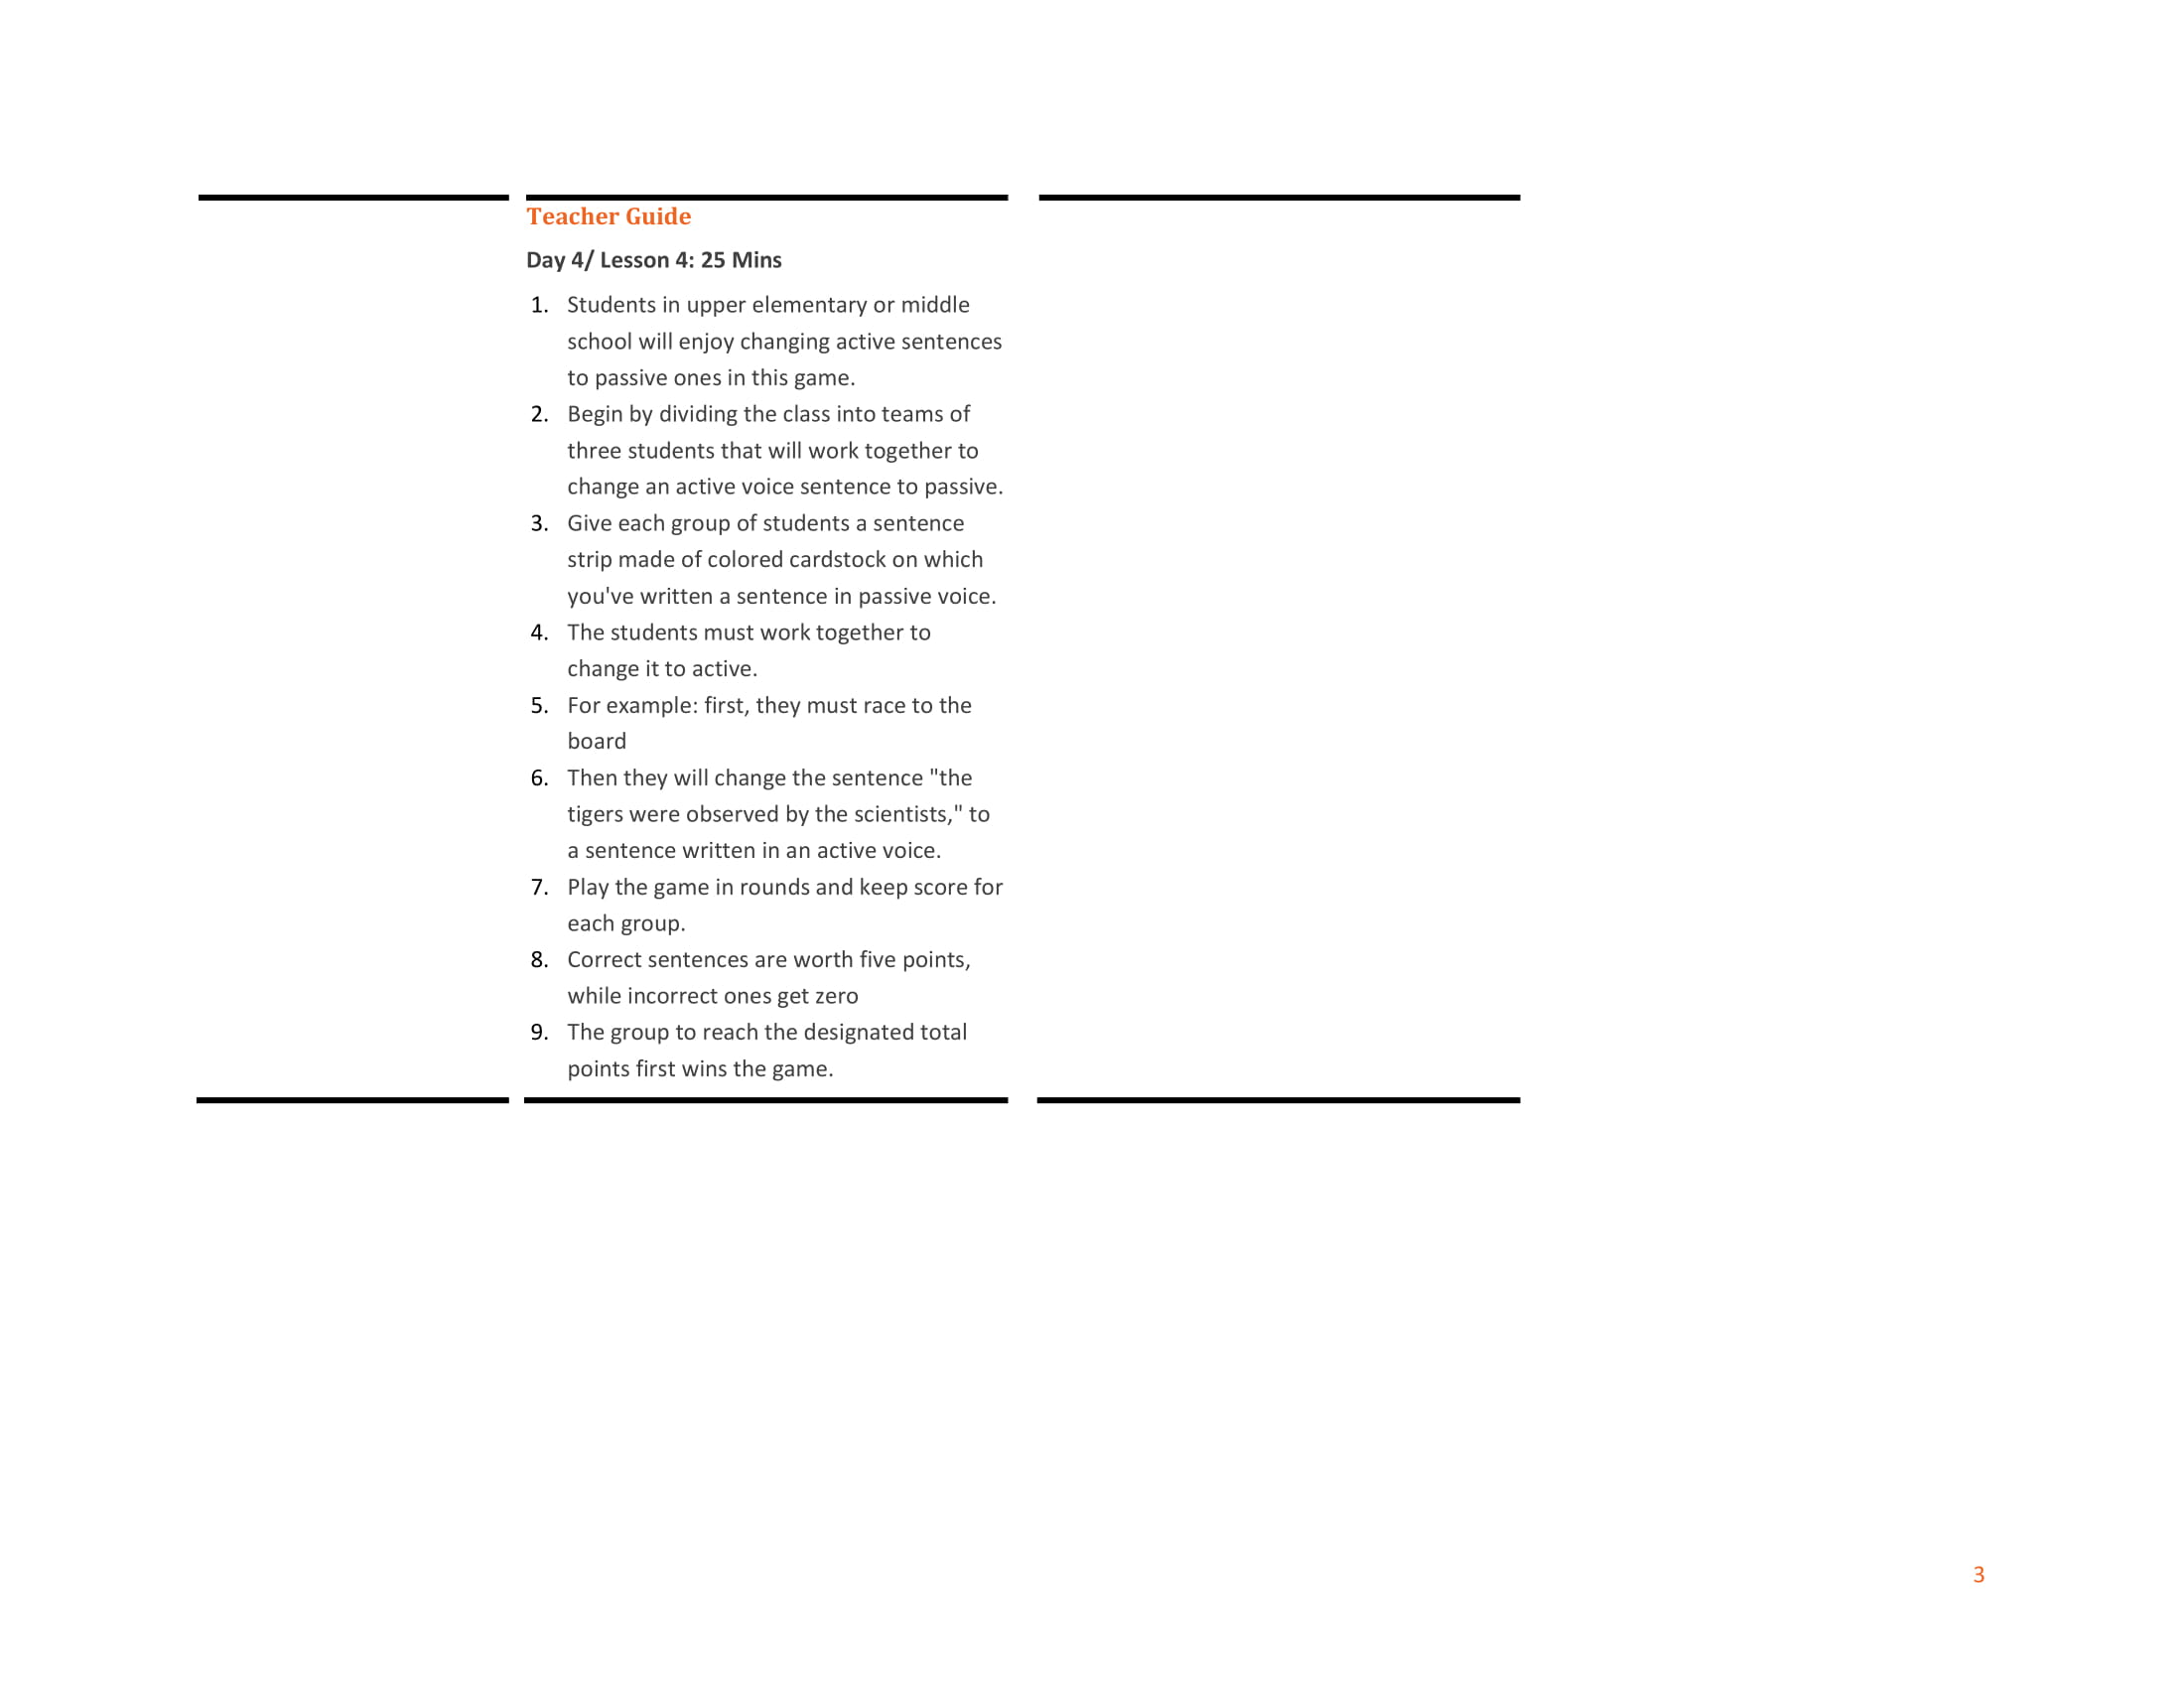 Teacher Guide
Day 4/ Lesson 4: 25 Mins
1. Students in upper elementary or middle
school will enjoy changing active sentences
to passive ones in this game.
2. Begin by dividing the class into teams of
three students that will work together to
change an active voice sentence to passive.
3. Give each group of students a sentence
strip made of colored cardstock on which
you've written a sentence in passive voice.
4. The students must work together to
change it to active.
5. For example: first, they must race to the
board
6. Then they will change the sentence "the
tigers were observed by the scientists," to
a sentence written in an active voice.
7. Play the game in rounds and keep score for
each group.
8. Correct sentences are worth five points,
while incorrect ones get zero
9. The group to reach the designated total
points first wins the game.
3